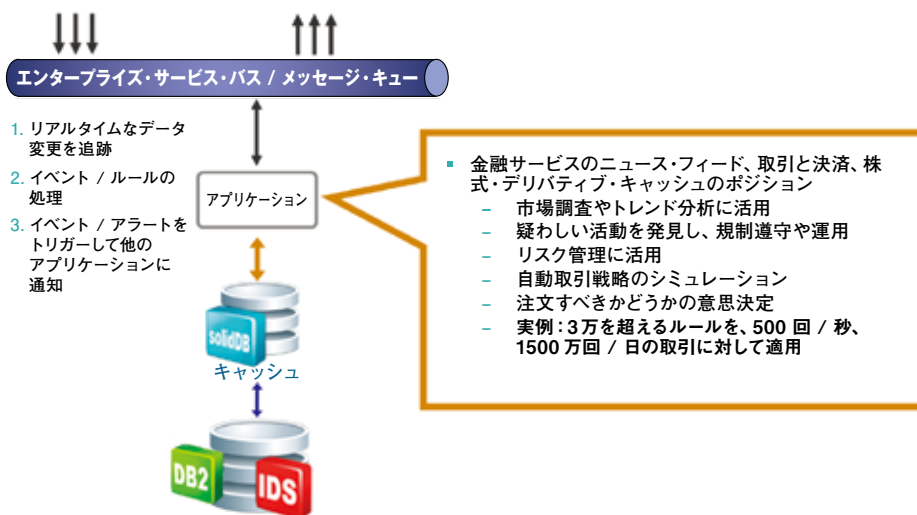 エンタープライズ・サービス・バス / メッセージ・キュー
1. リアルタイムなデータ
変更を追跡
2. イベント / ルールの
処理
3. イベント / アラートを
トリガーして他の
アプリケーションに
通知
アプリケーション
solidDB
キャッシュ
DB2
IDS
▪ 金融サービスのニュース・フィード、取引と決済、株
式・デリバティブ・キャッシュのポジション
– 市場調査やトレンド分析に活用
– 疑わしい活動を発見し、規制遵守や運用
– リスク管理に活用
– 自動取引戦略のシミュレーション
– 注文すべきかどうかの意思決定
– 実例：3万を超えるルールを、500 回 / 秒、
1500 万回 / 日の取引に対して適用